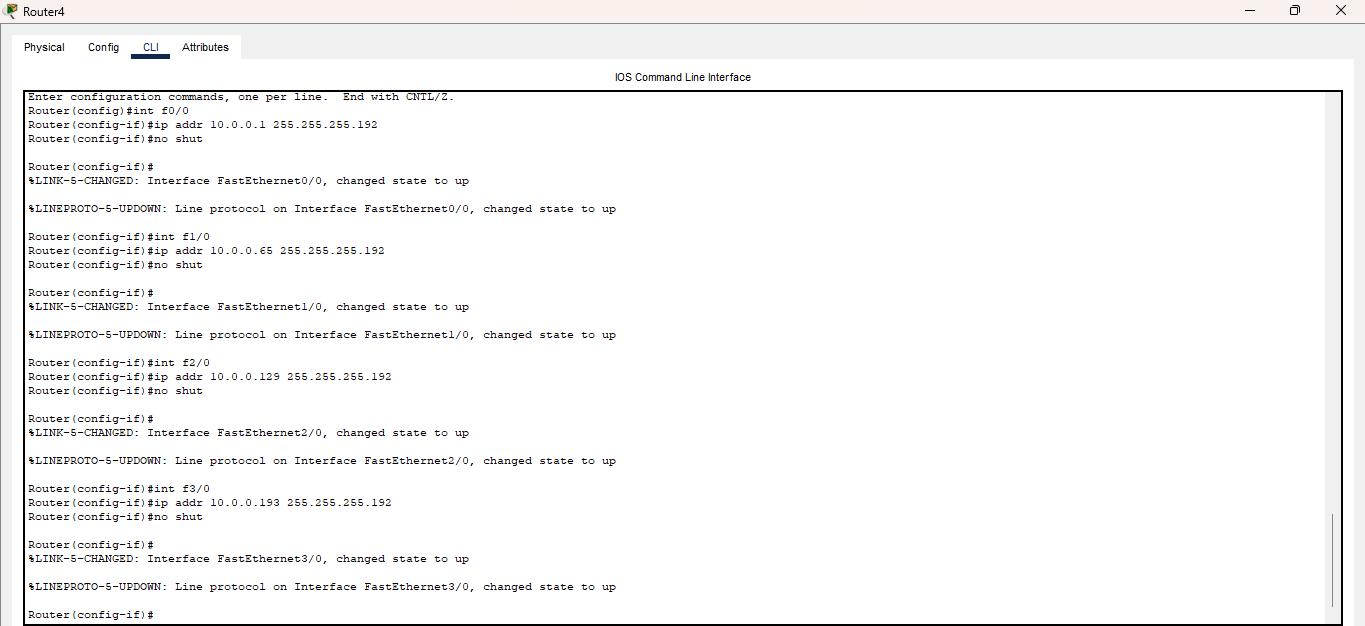 Router4
Physical Config CLI Attributes
IOS Command Line Interface
Enter configuration commands, one per line.  End with CNTL/Z.
Router(config)#int f0/0
Router(config-if)#ip addr 10.0.0.1 255.255.255.192
Router(config-if)#no shut
Router(config-if)#
%LINK-5-CHANGED: Interface FastEthernet0/0, changed state to up
%LINEPROTO-5-UPDOWN: Line protocol on Interface FastEthernet0/0, changed state to up
Router(config-if)#int f1/0
Router(config-if)#ip addr 10.0.0.65 255.255.255.192
Router(config-if)#no shut
Router(config-if)#
%LINK-5-CHANGED: Interface FastEthernet1/0, changed state to up
%LINEPROTO-5-UPDOWN: Line protocol on Interface FastEthernet1/0, changed state to up
Router(config-if)#int f2/0
Router(config-if)#ip addr 10.0.0.129 255.255.255.192
Router(config-if)#no shut
Router(config-if)#
%LINK-5-CHANGED: Interface FastEthernet2/0, changed state to up
%LINEPROTO-5-UPDOWN: Line protocol on Interface FastEthernet2/0, changed state to up
Router(config-if)#int f3/0
Router(config-if)#ip addr 10.0.0.193 255.255.255.192
Router(config-if)#no shut
Router(config-if)#
%LINK-5-CHANGED: Interface FastEthernet3/0, changed state to up
%LINEPROTO-5-UPDOWN: Line protocol on Interface FastEthernet3/0, changed state to up
Router(config-if)#